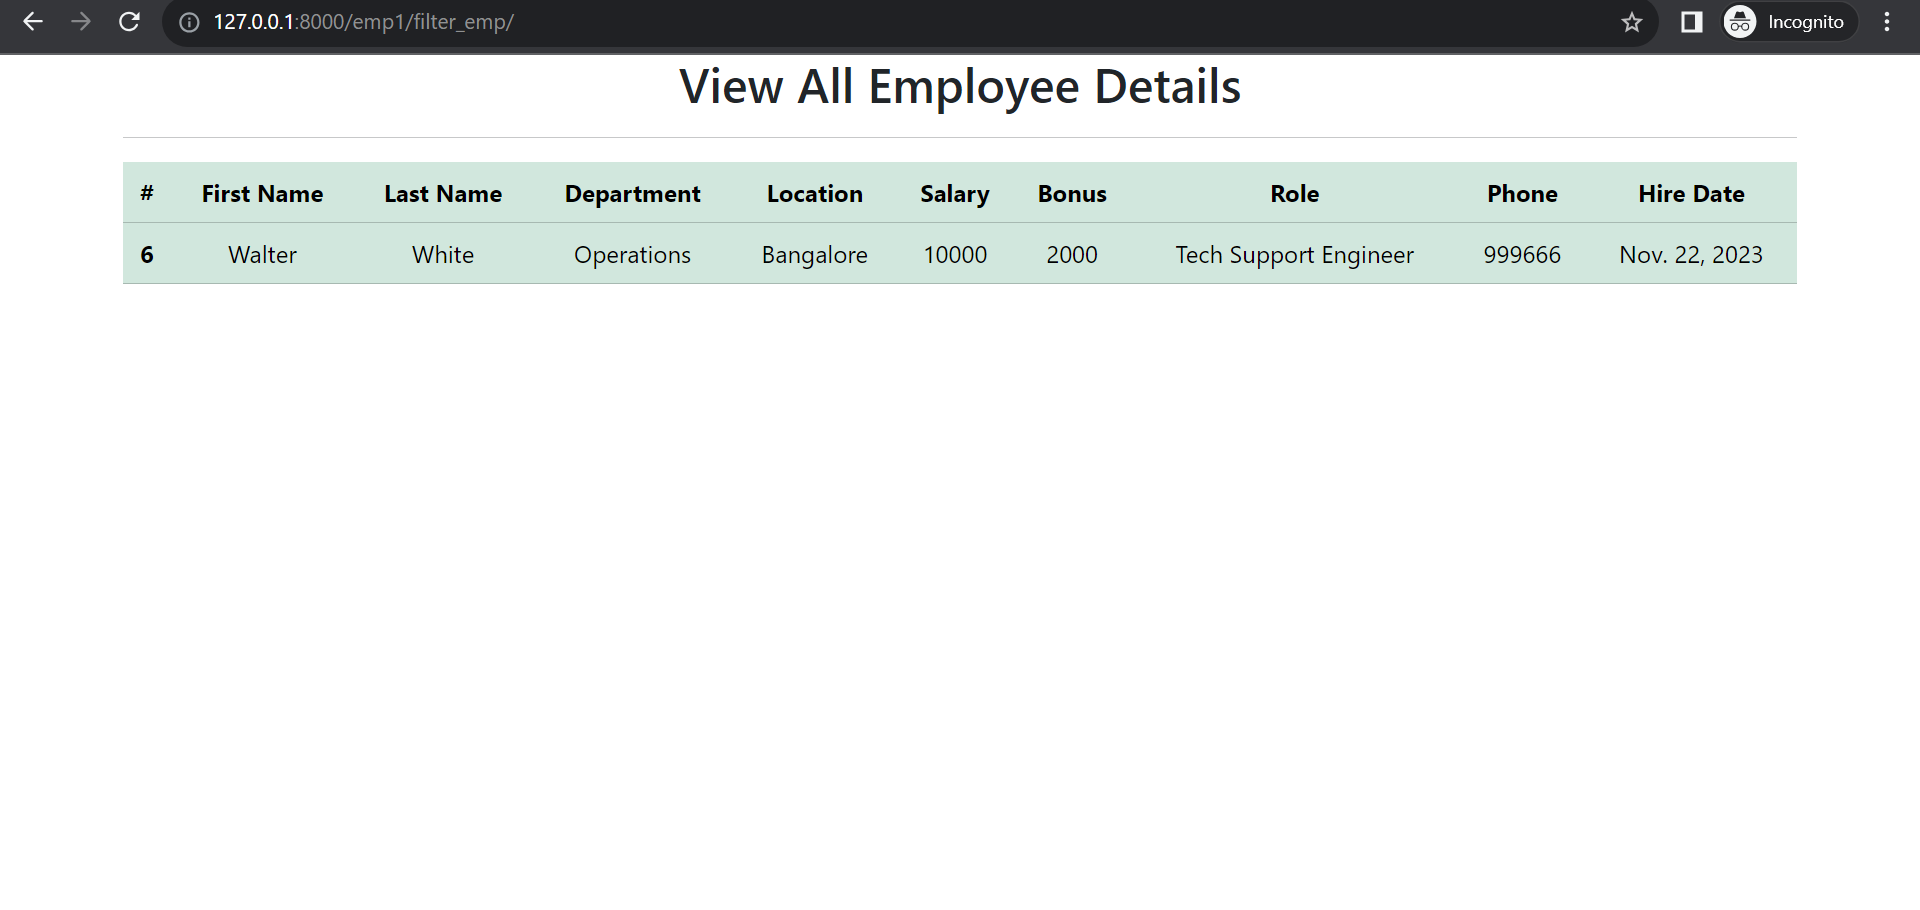 127.0.0.1:8000/emp1/filter_emp/ Incognito
View All Employee Details
# First Name Last Name Department Location Salary Bonus Role Phone Hire Date
6 Walter White Operations Bangalore 10000 2000 Tech Support Engineer 999666 Nov. 22, 2023